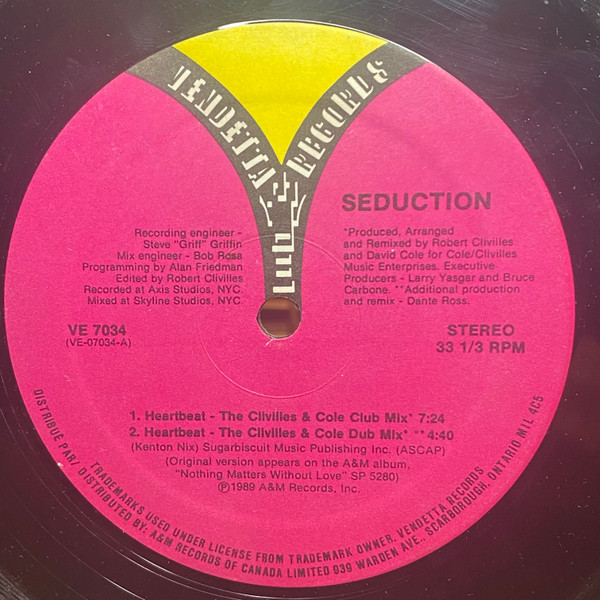 VENDETTA RECORDS
SEDUCTION
Recording engineer -
Steve "Griff" Griffin
Mix engineer - Bob Rosa
Programming by Alan Friedman
Edited by Robert Clivilles
Recorded at Axis Studios, NYC.
Mixed at Skyline Studios, NYC.
*Produced, Arranged
and Remixed by Robert Clivilles
and David Cole for Cole/Clivilles
Music Enterprises. Executive
Producers - Larry Yasgar and Bruce
Carbone. **Additional production
and remix - Dante Ross.
VE 7034
(VE-07034-A)
STEREO
33 1/3 RPM
1. Heartbeat - The Clivilles & Cole Club Mix* 7:24
2. Heartbeat - The Clivilles & Cole Dub Mix* **4:40
(Kenton Nix) Sugarbiscuit Music Publishing Inc. (ASCAP)
(Original version appears on the A&M album,
"Nothing Matters Without Love" SP 5280)
℗1989 A&M Records, Inc.
TRADEMARKS USED UNDER LICENSE FROM TRADEMARK OWNER, VENDETTA RECORDS
DISTRIBUÉ PAR/ DISTRIBUTED BY: A&M RECORDS OF CANADA LIMITED 939 WARDEN AVE., SCARBOROUGH, ONTARIO M1L 4C5